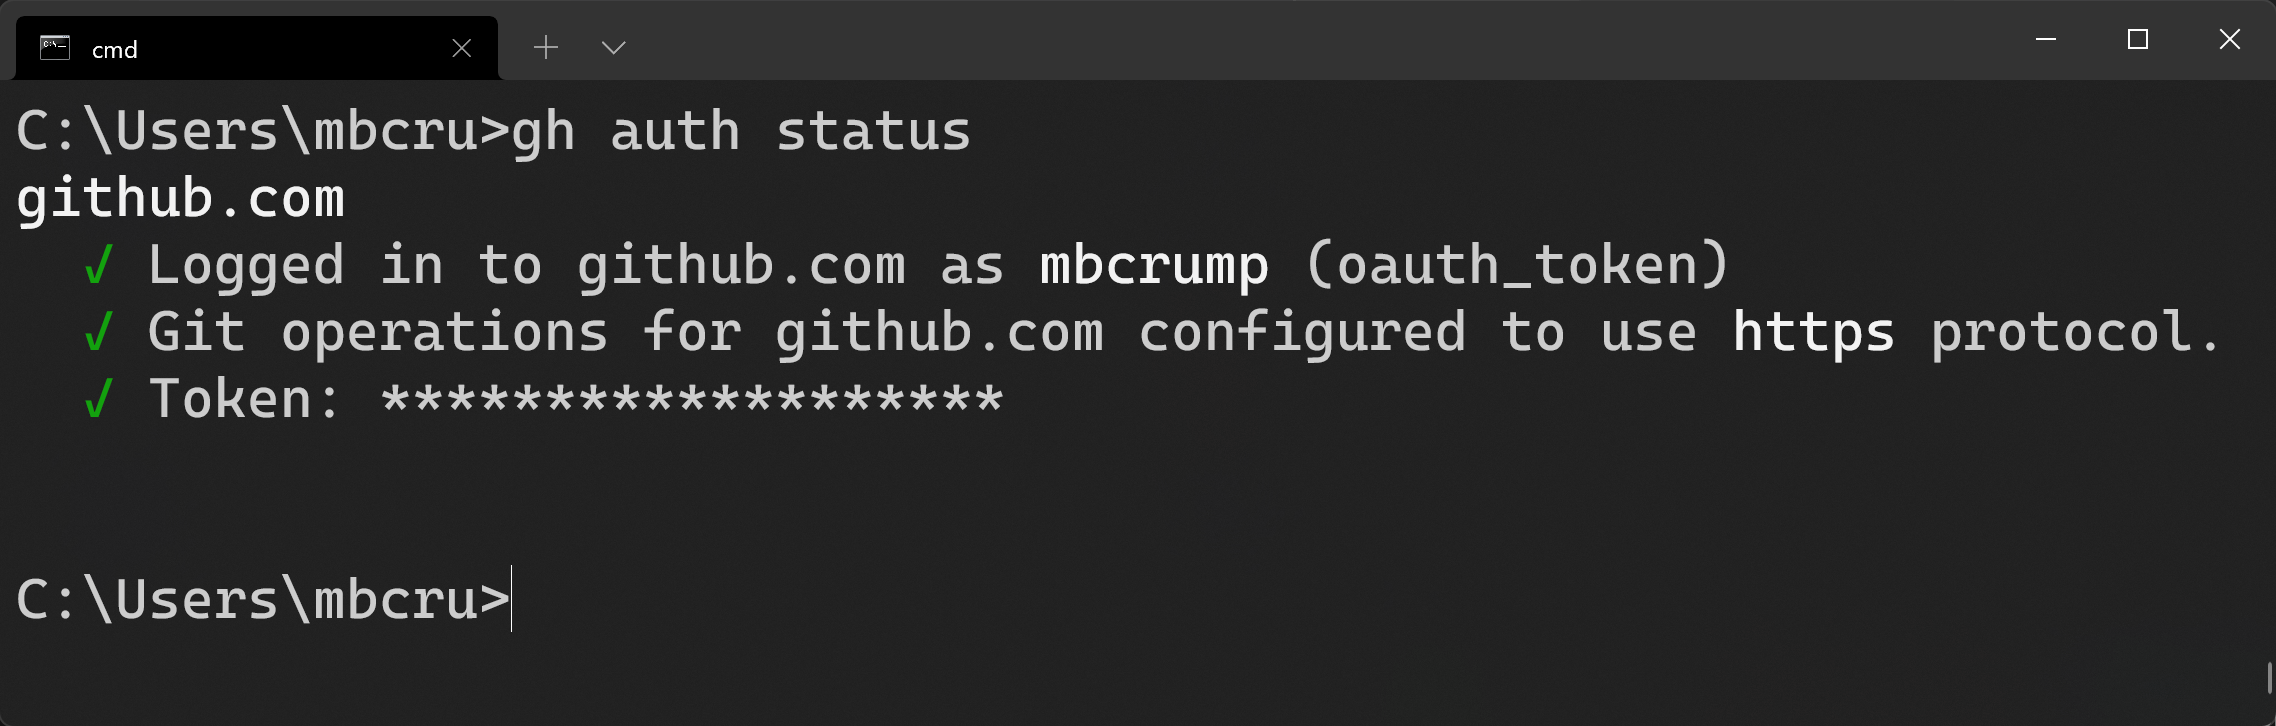 cmd
C:\Users\mbcru>gh auth status
github.com
✓ Logged in to github.com as mbcrump (oauth_token)
✓ Git operations for github.com configured to use https protocol.
✓ Token: *******************
C:\Users\mbcru>